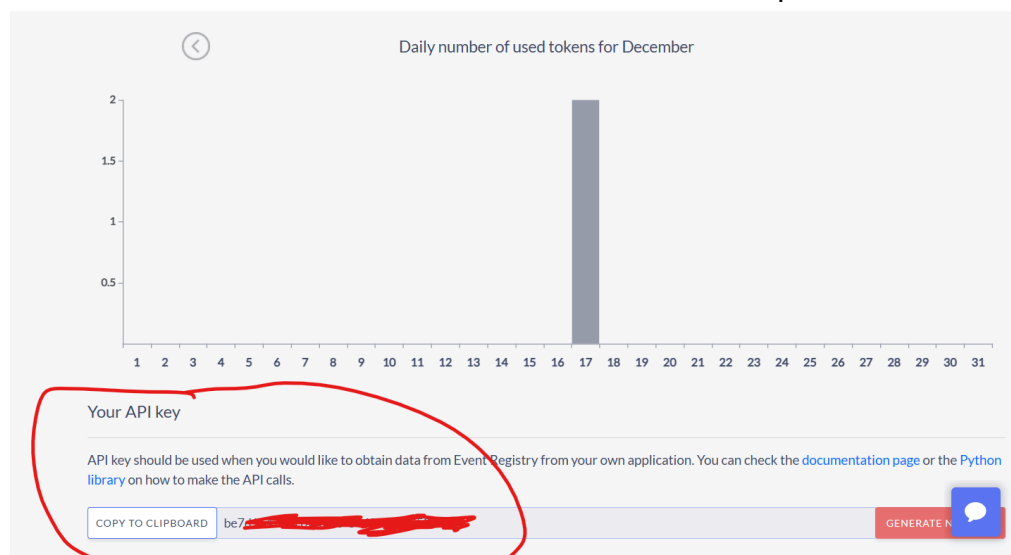 Daily number of used tokens for December
2
1.5
1
0.5
1 2 3 4 5 6 7 8 9 10 11 12 13 14 15 16 17 18 19 20 21 22 23 24 25 26 27 28 29 30 31
Your API key
API key should be used when you would like to obtain data from Event Registry from your own application. You can check the documentation page or the Python
library on how to make the API calls.
COPY TO CLIPBOARD be7
GENERATE